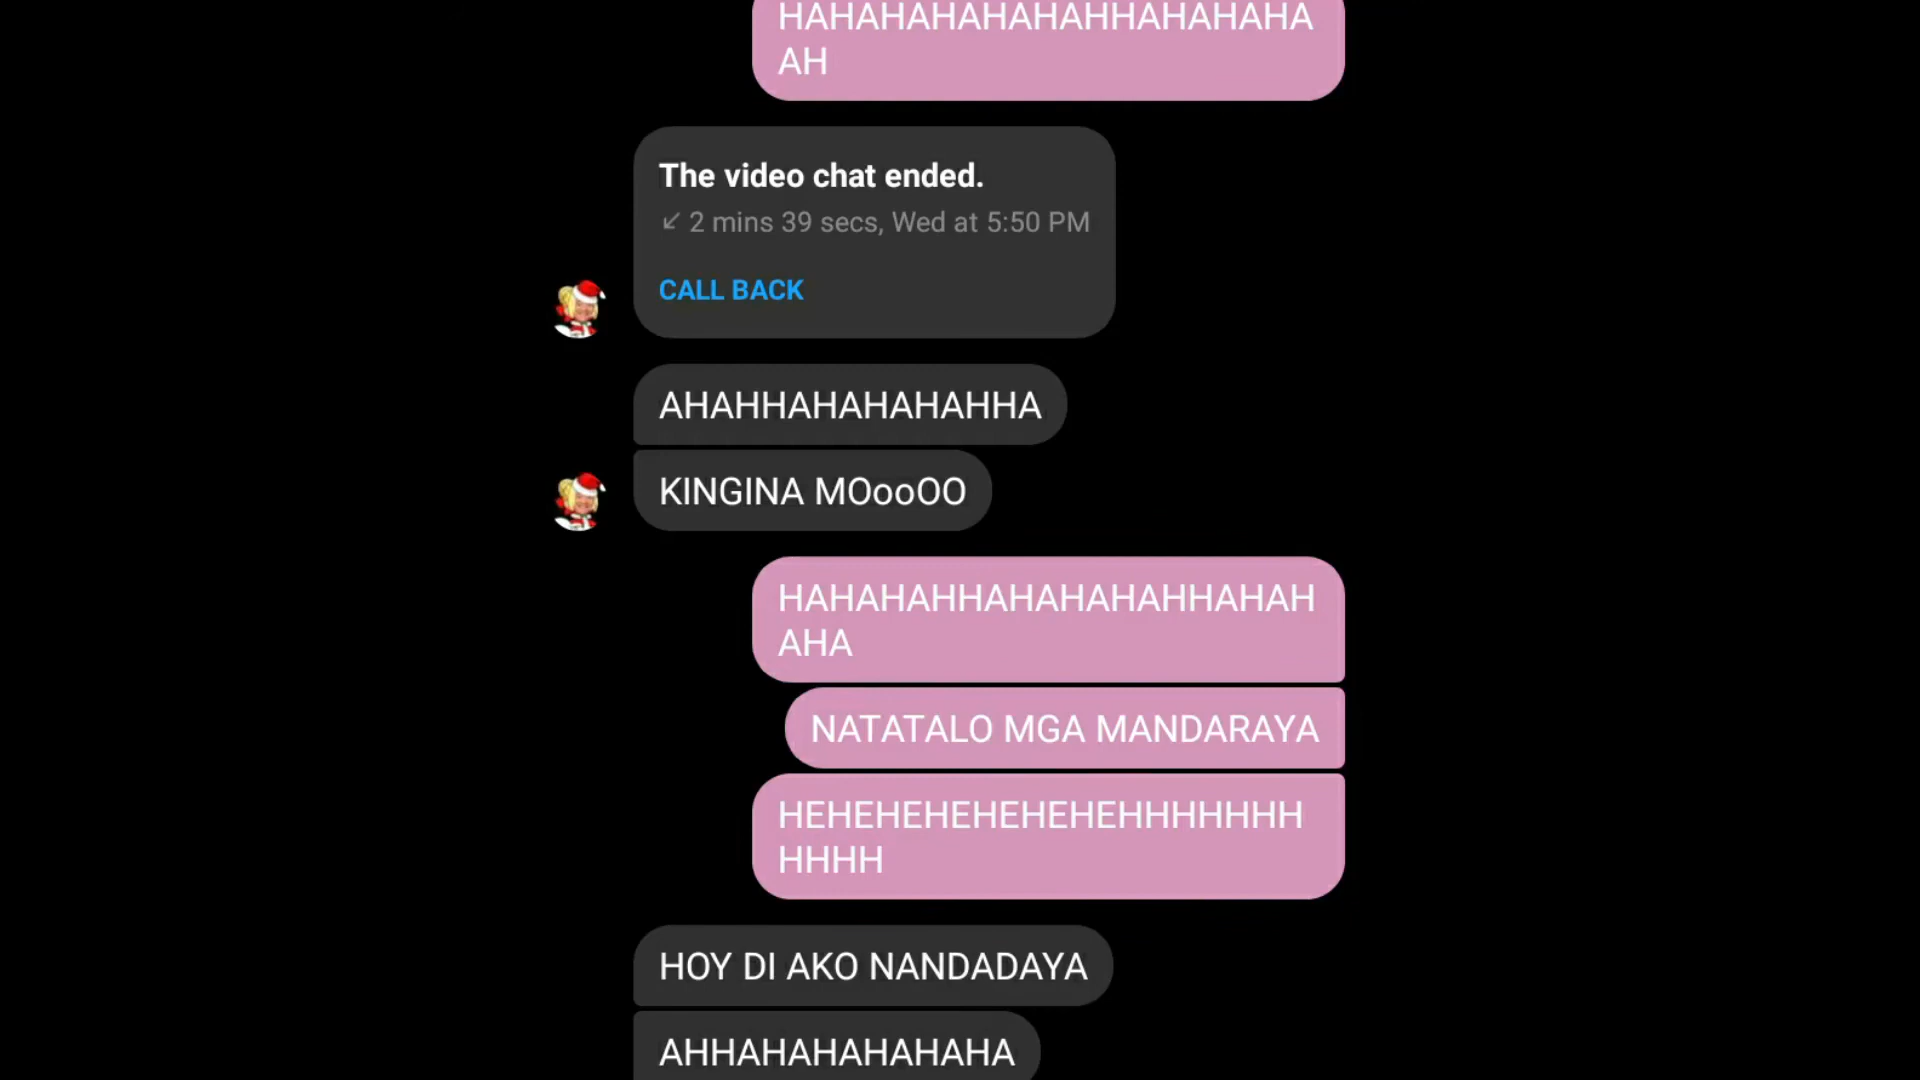 HAHAHAHAHAHAHHAHAHAHA
AH
The video chat ended.
↙ 2 mins 39 secs, Wed at 5:50 PM
CALL BACK
AHAHHAHAHAHAHHA
KINGINA MOooOO
HAHAHAHHAHAHAHAHHAHAH
AHA
NATATALO MGA MANDARAYA
HEHEHEHEHEHEHEHHHHHHH
HHHH
HOY DI AKO NANDADAYA
AHHAHAHAHAHAHA